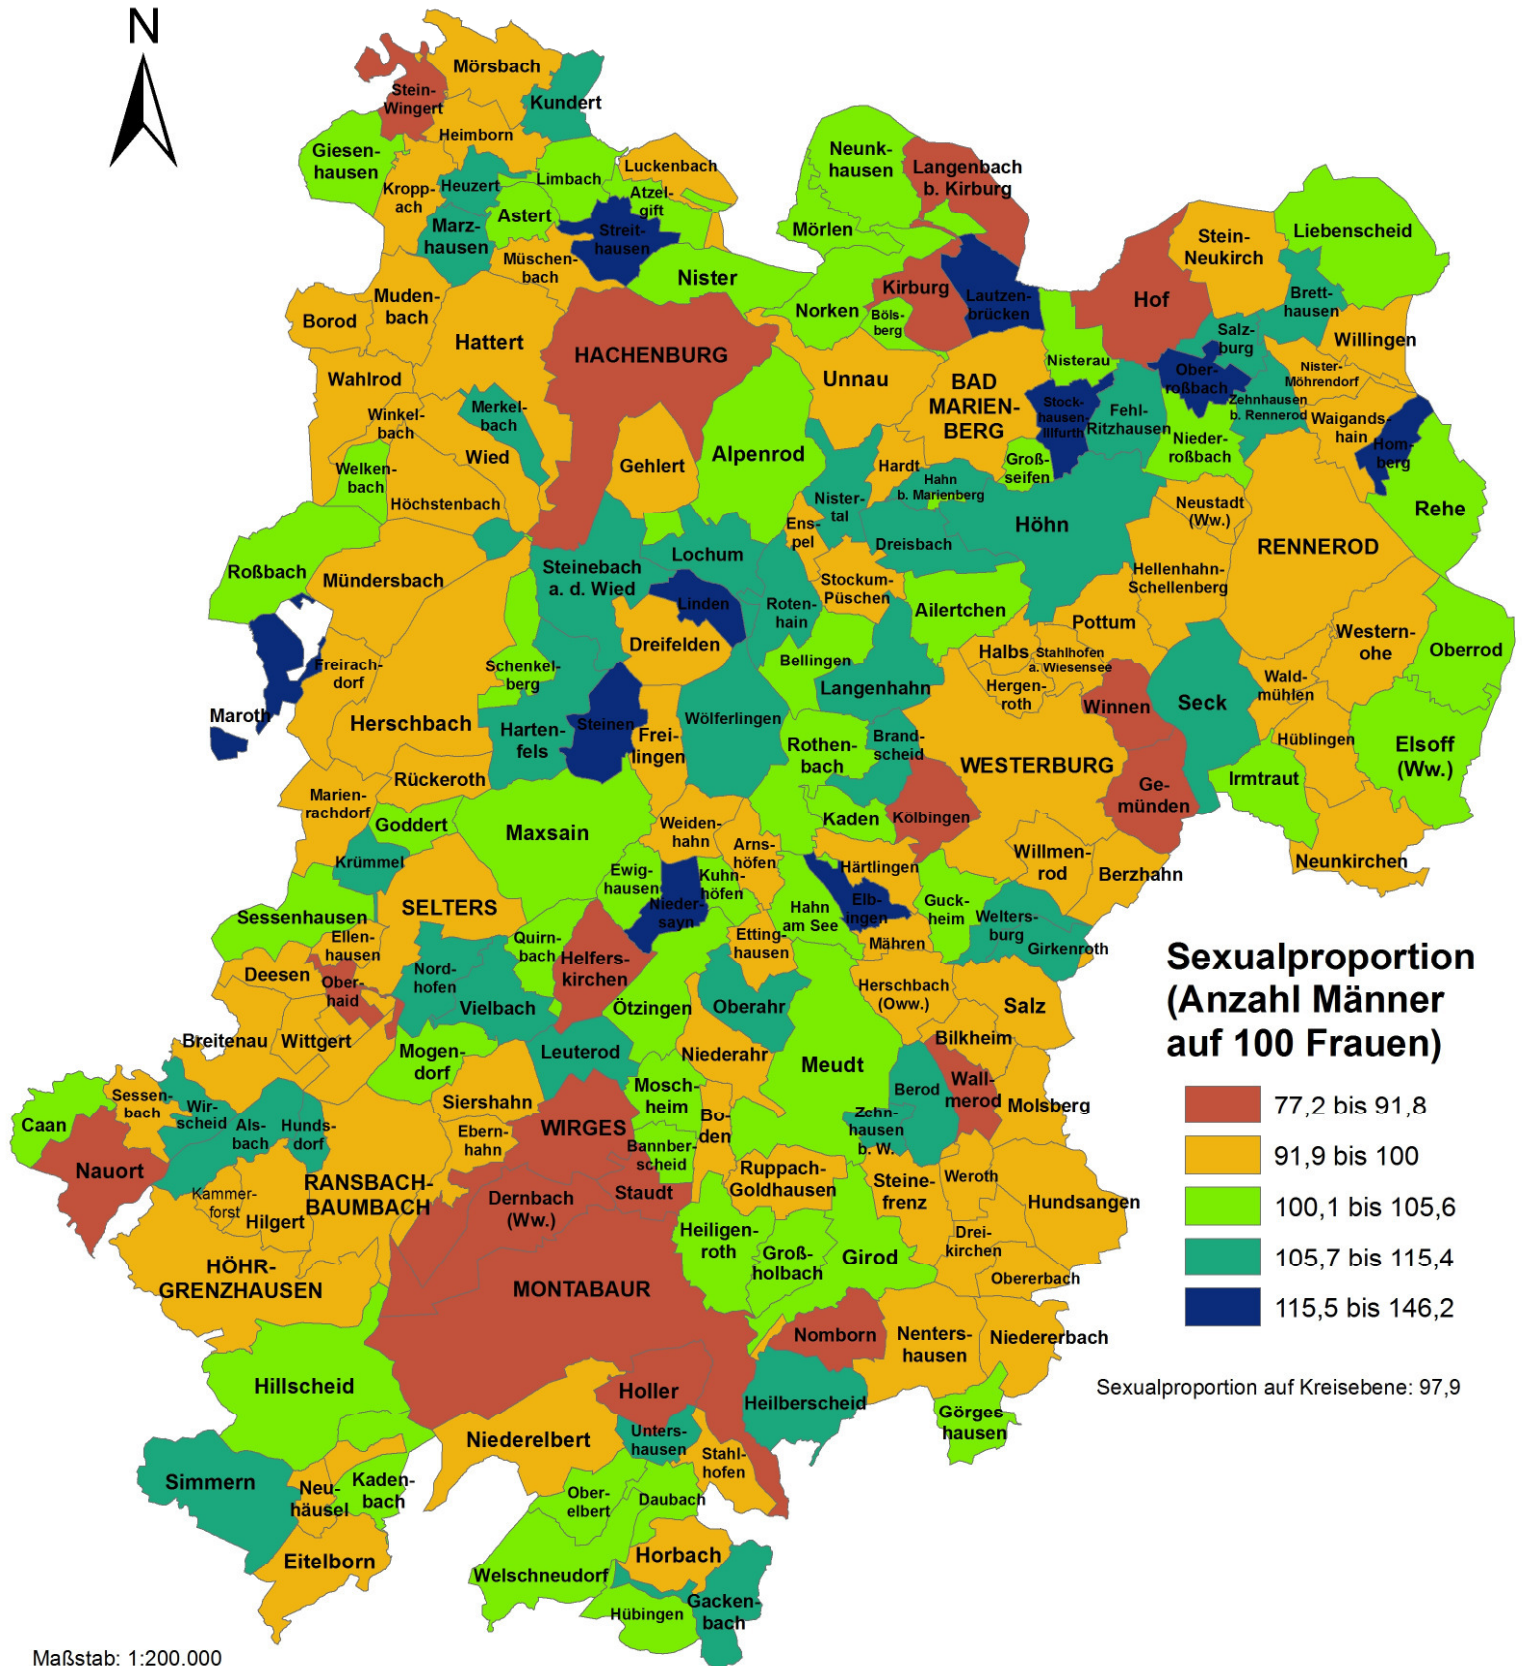 N
Mörsbach
Stein-
Wingert
Kundert
Heimborn
Giesen-
hausen
Kropp-
ach
Heuzert
Limbach
Luckenbach
Atzel-
gift
Astert
Marz-
hausen
Streit-
hausen
Müschen-
bach
Nister
Neunk-
hausen
Langenbach
b. Kirburg
Mörlen
Norken
Kirburg
Böls-
berg
Lautzen-
brücken
Hof
Stein-
Neukirch
Liebenscheid
Brett-
hausen
Salz-
burg
Willingen
Nister-
Möhrendorf
Ober-
roßbach
Zehnhausen
b. Rennerod
Waigands-
hain
Hom-
berg
Rehe
Nisterau
Stock-
hausen-
Illfurth
Fehl-
Ritzhausen
Nieder-
roßbach
Borod
Muden-
bach
Hattert
HACHENBURG
Unnau
BAD
MARIEN-
BERG
Wahlrod
Winkel-
bach
Merkel-
bach
Wied
Welken-
bach
Höchstenbach
Gehlert
Alpenrod
Hardt
Groß-
seifen
Hahn
b. Marienberg
Nister-
tal
Dreisbach
Höhn
Neustadt
(Ww.)
RENNEROD
Ens-
pel
Roßbach
Mündersbach
Steinebach
a. d. Wied
Lochum
Linden
Roten-
hain
Stockum-
Püschen
Ailertchen
Hellenhahn-
Schellenberg
Pottum
Western-
ohe
Oberrod
Freirach-
dorf
Schenkel-
berg
Dreifelden
Bellingen
Langenhahn
Halbs
Stahlhofen
a. Wiesensee
Hergen-
roth
Winnen
Seck
Wald-
mühlen
Maroth
Herschbach
Harten-
fels
Steinen
Frei-
lingen
Wölferlingen
Rothen-
bach
Brand-
scheid
WESTERBURG
Ge-
münden
Hüblingen
Elsoff
(Ww.)
Irmtraut
Rückeroth
Marien-
rachdorf
Goddert
Maxsain
Weiden-
hahn
Arns-
höfen
Kaden
Kölbingen
Krümmel
Ewig-
hausen
Kuhn-
höfen
Härtlingen
Willmen-
rod
Berzhahn
Neunkirchen
Sessenhausen
SELTERS
Nieder-
sayn
Hahn
am See
Elb-
ingen
Guck-
heim
Welters-
burg
Girkenroth
Ellen-
hausen
Deesen
Ober-
haid
Nord-
hofen
Quirn-
bach
Helfers-
kirchen
Etting-
hausen
Mähren
Herschbach
(Oww.)
Salz
Vielbach
Ötzingen
Oberahr
Breitenau
Wittgert
Mogen-
dorf
Leuterod
Niederahr
Meudt
Bilkheim
Wall-
merod
Berod
Molsberg
Caan
Sessen-
bach
Wir-
scheid
Als-
bach
Hunds-
dorf
Siershahn
Mosch-
heim
Bo-
den
Zehn-
hausen
b. W.
Nauort
Ebern-
hahn
WIRGES
Bannber-
scheid
Ruppach-
Goldhausen
Steine-
frenz
Weroth
Hundsangen
Kammer-
forst
Hilgert
RANSBACH-
BAUMBACH
Dernbach
(Ww.)
Staudt
Heiligen-
roth
Groß-
holbach
Girod
Drei-
kirchen
Obererbach
HÖHR-
GRENZHAUSEN
MONTABAUR
Nomborn
Nenters-
hausen
Niedererbach
Hillscheid
Holler
Heilberscheid
Görges
hausen
Simmern
Niederelbert
Unters-
hausen
Stahl-
hofen
Neu-
häusel
Kaden-
bach
Ober-
elbert
Daubach
Eitelborn
Horbach
Welschneudorf
Hübingen
Gacken-
bach
Sexualproportion
(Anzahl Männer
auf 100 Frauen)
77,2 bis 91,8
91,9 bis 100
100,1 bis 105,6
105,7 bis 115,4
115,5 bis 146,2
Sexualproportion auf Kreisebene: 97,9
Maßstab: 1:200.000